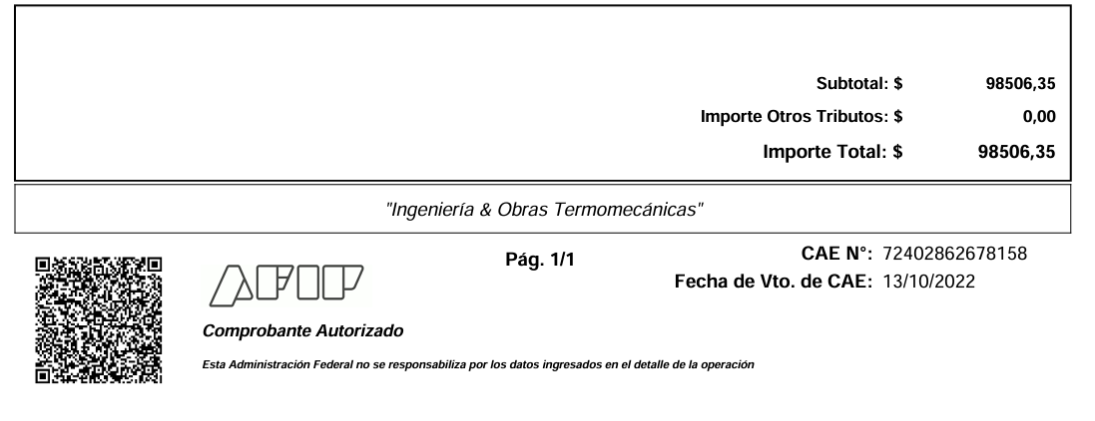 Subtotal: $ 98506,35
Importe Otros Tributos: $ 0,00
Importe Total: $ 98506,35
"Ingeniería & Obras Termomecánicas"
Pág. 1/1
CAE N°: 72402862678158
Fecha de Vto. de CAE: 13/10/2022
AFIP
Comprobante Autorizado
Esta Administración Federal no se responsabiliza por los datos ingresados en el detalle de la operación